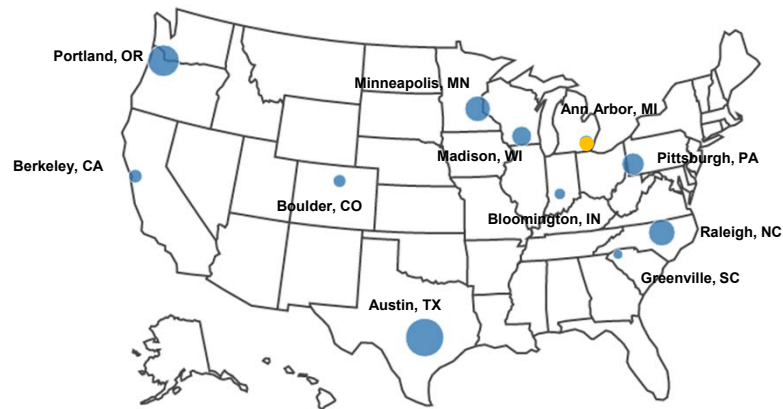 Portland, OR
Minneapolis, MN
Ann Arbor, MI
Madison, WI
Pittsburgh, PA
Berkeley, CA
Boulder, CO
Bloomington, IN
Raleigh, NC
Greenville, SC
Austin, TX